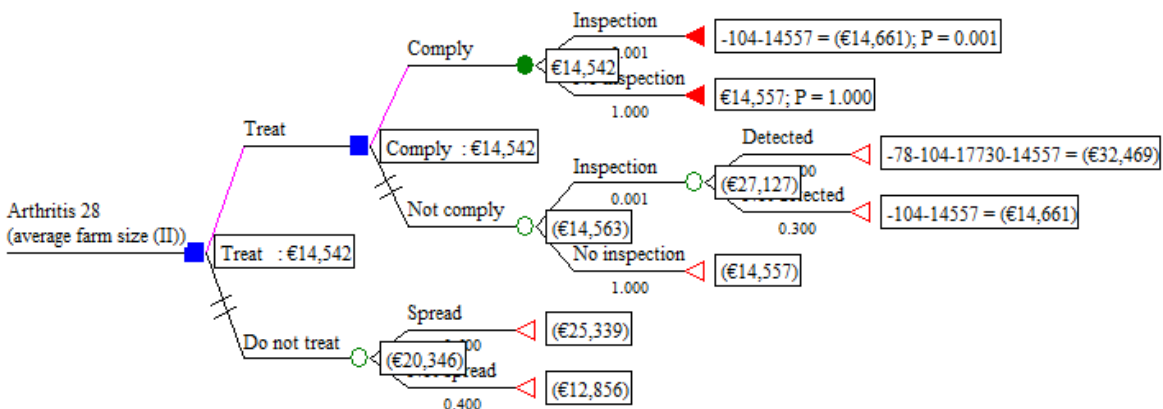 Inspection
-104-14557 = (€14,661); P = 0.001
.001
Comply
€14,542
€14,557; P = 1.000
1.000
Treat
Comply : €14,542
Detected
-78-104-17730-14557 = (€32,469)
Inspection
(€27,127)
0.001
-104-14557 = (€14,661)
0.300
Not comply
(€14,563)
No inspection
(€14,557)
1.000
Arthritis 28
(average farm size (II))
Treat : €14,542
Spread
(€25,339)
Do not treat
(€20,346)
(€12,856)
0.400